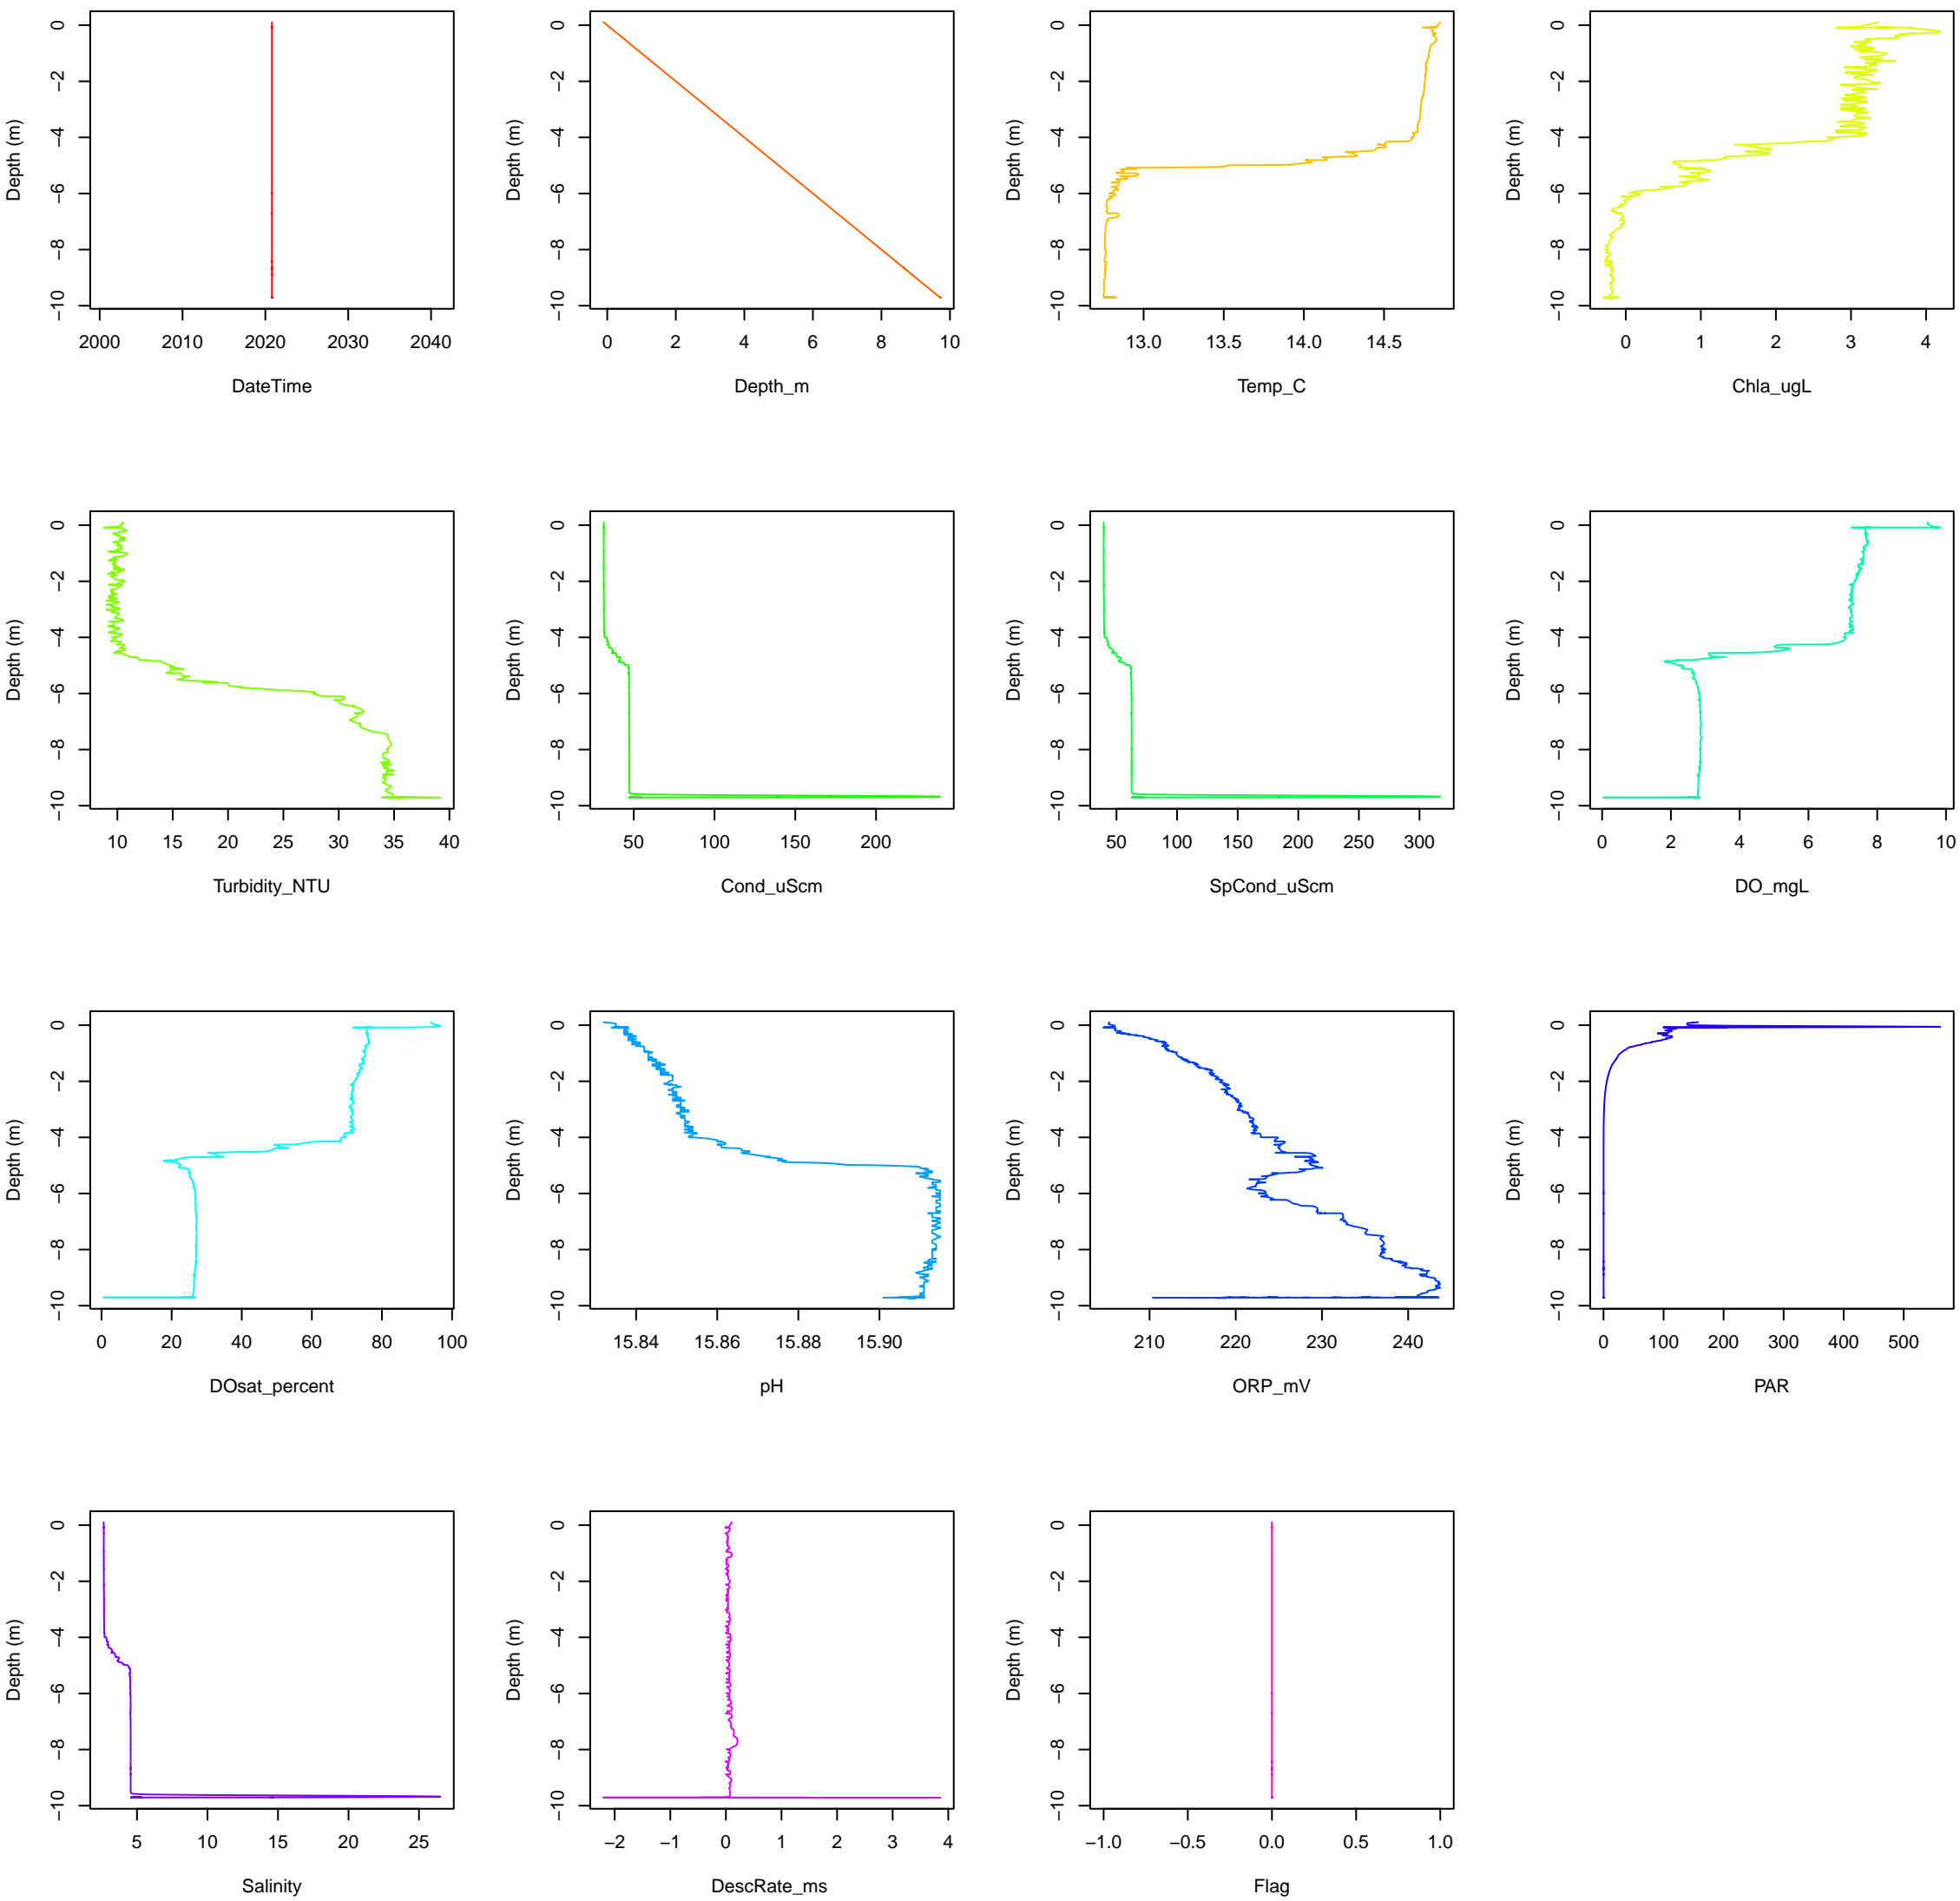 0 −2 −4 −6 −8 −10
Depth (m)
2000 2010 2020 2030 2040
DateTime
0 −2 −4 −6 −8 −10
Depth (m)
0 2 4 6 8 10
Depth_m
0 −2 −4 −6 −8 −10
Depth (m)
13.0 13.5 14.0 14.5
Temp_C
0 −2 −4 −6 −8 −10
Depth (m)
0 1 2 3 4
Chla_ugL
0 −2 −4 −6 −8 −10
Depth (m)
10 15 20 25 30 35 40
Turbidity_NTU
0 −2 −4 −6 −8 −10
Depth (m)
50 100 150 200
Cond_uScm
0 −2 −4 −6 −8 −10
Depth (m)
50 100 150 200 250 300
SpCond_uScm
0 −2 −4 −6 −8 −10
Depth (m)
0 2 4 6 8 10
DO_mgL
0 −2 −4 −6 −8 −10
Depth (m)
0 20 40 60 80 100
DOsat_percent
0 −2 −4 −6 −8 −10
Depth (m)
15.84 15.86 15.88 15.90
pH
0 −2 −4 −6 −8 −10
Depth (m)
210 220 230 240
ORP_mV
0 −2 −4 −6 −8 −10
Depth (m)
0 100 200 300 400 500
PAR
0 −2 −4 −6 −8 −10
Depth (m)
5 10 15 20 25
Salinity
0 −2 −4 −6 −8 −10
Depth (m)
−2 −1 0 1 2 3 4
DescRate_ms
0 −2 −4 −6 −8 −10
Depth (m)
−1.0 −0.5 0.0 0.5 1.0
Flag